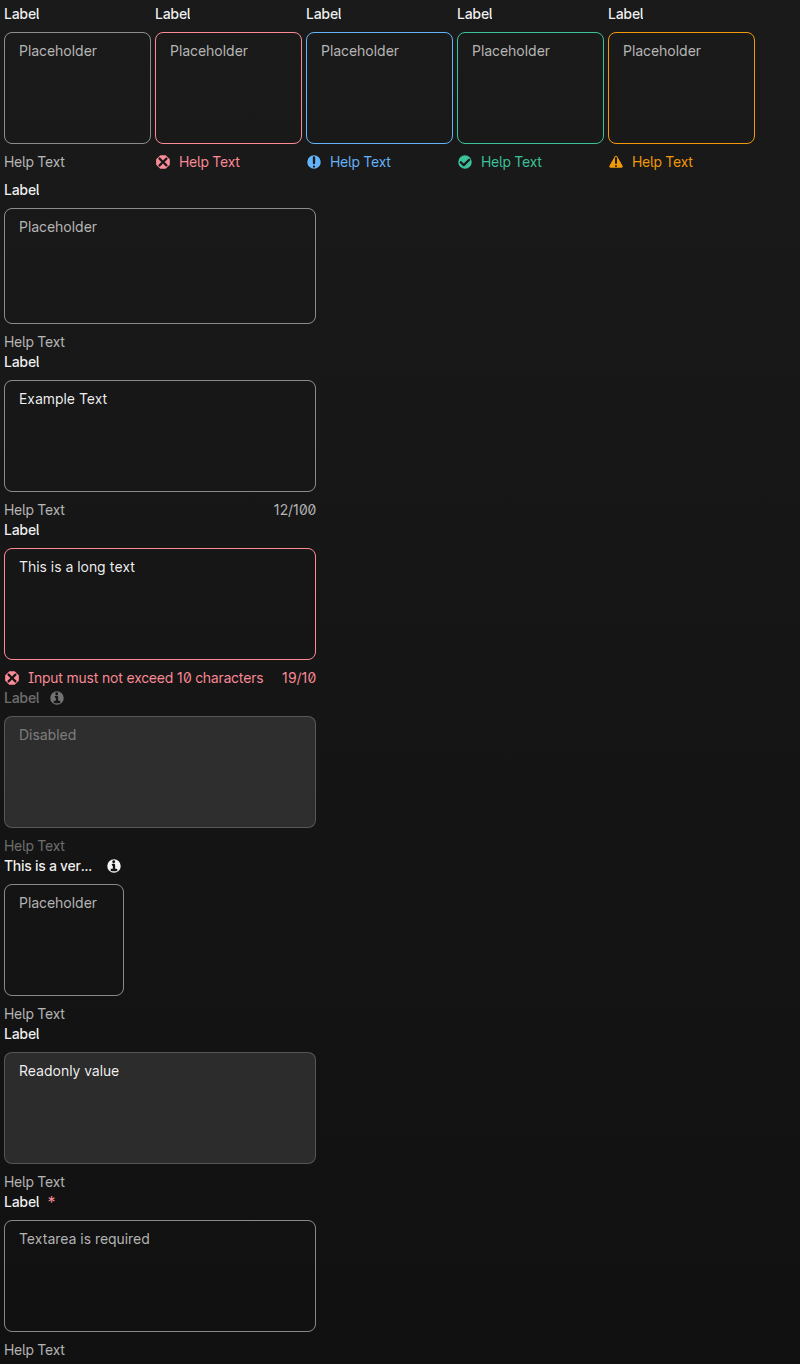 Label Label Label Label Label
Placeholder Placeholder Placeholder Placeholder Placeholder
Help Text Help Text Help Text Help Text Help Text
Label
Placeholder
Help Text
Label
Example Text
Help Text 12/100
Label
This is a long text
Input must not exceed 10 characters 19/10
Label
Disabled
Help Text
This is a ver...
Placeholder
Help Text
Label
Readonly value
Help Text
Label *
Textarea is required
Help Text